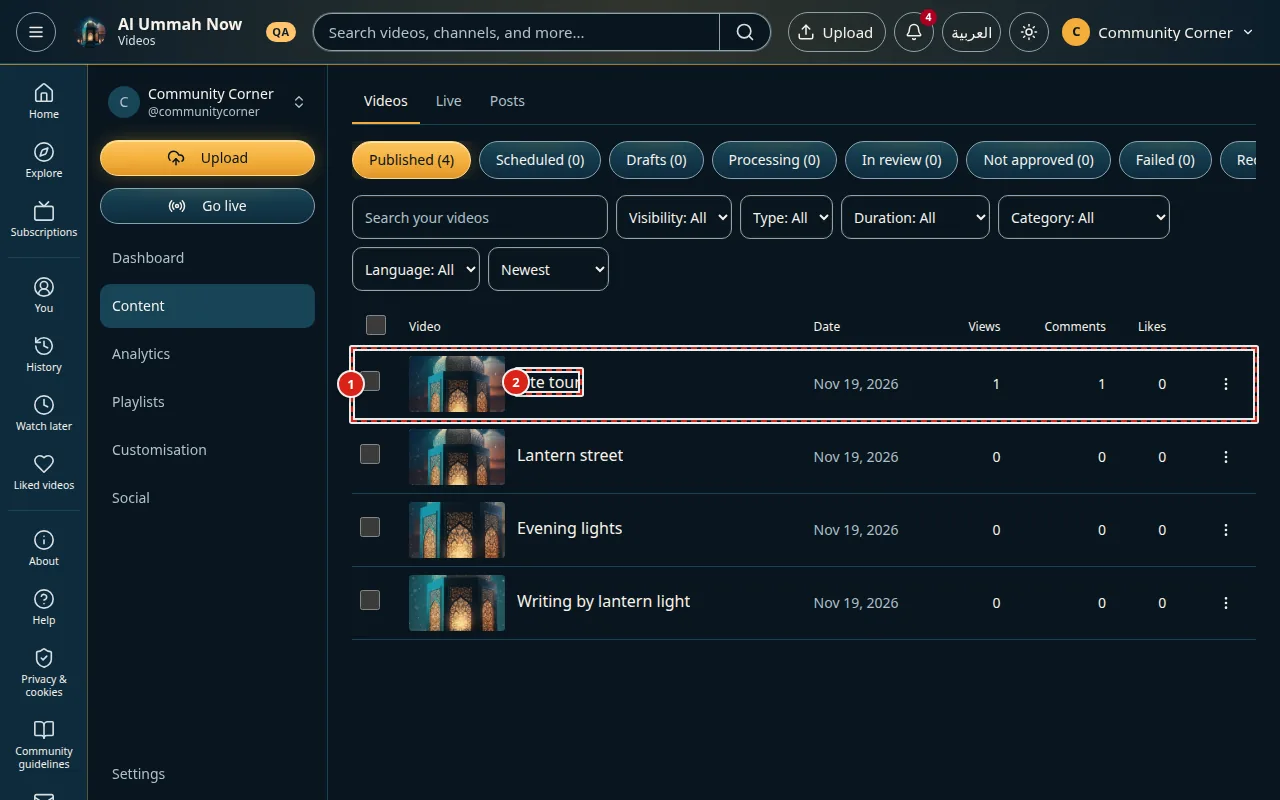 Al Ummah Now
Videos
QA
Search videos, channels, and more...
Upload
4
العربية
C
Community Corner
Home
Explore
Subscriptions
You
History
Watch later
Liked videos
About
Help
Privacy &
cookies
Community
guidelines
C
Community Corner
@communitycorner
Upload
Go live
Dashboard
Content
Analytics
Playlists
Customisation
Social
Settings
Videos Live Posts
Published (4) Scheduled (0) Drafts (0) Processing (0) In review (0) Not approved (0) Failed (0)
Search your videos Visibility: All Type: All Duration: All Category: All
Language: All Newest
Video Date Views Comments Likes
1 2 tour Nov 19, 2026 1 1 0
Lantern street Nov 19, 2026 0 0 0
Evening lights Nov 19, 2026 0 0 0
Writing by lantern light Nov 19, 2026 0 0 0